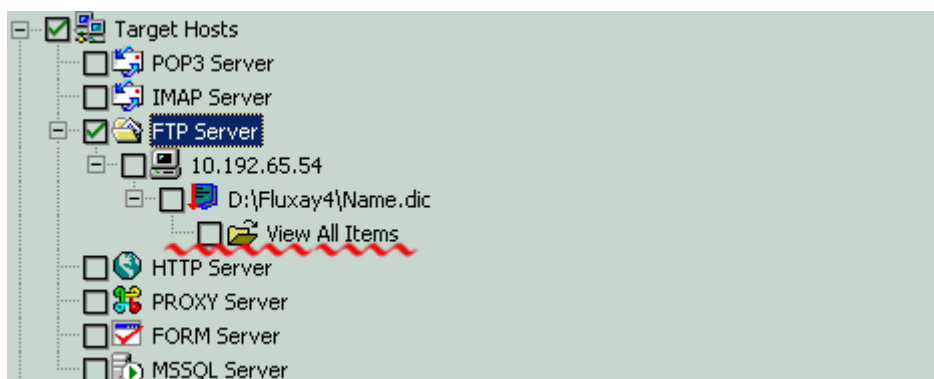 Target Hosts
POP3 Server
IMAP Server
FTP Server
10.192.65.54
D:\Fluxay4\Name.dic
View All Items
HTTP Server
PROXY Server
FORM Server
MSSQL Server